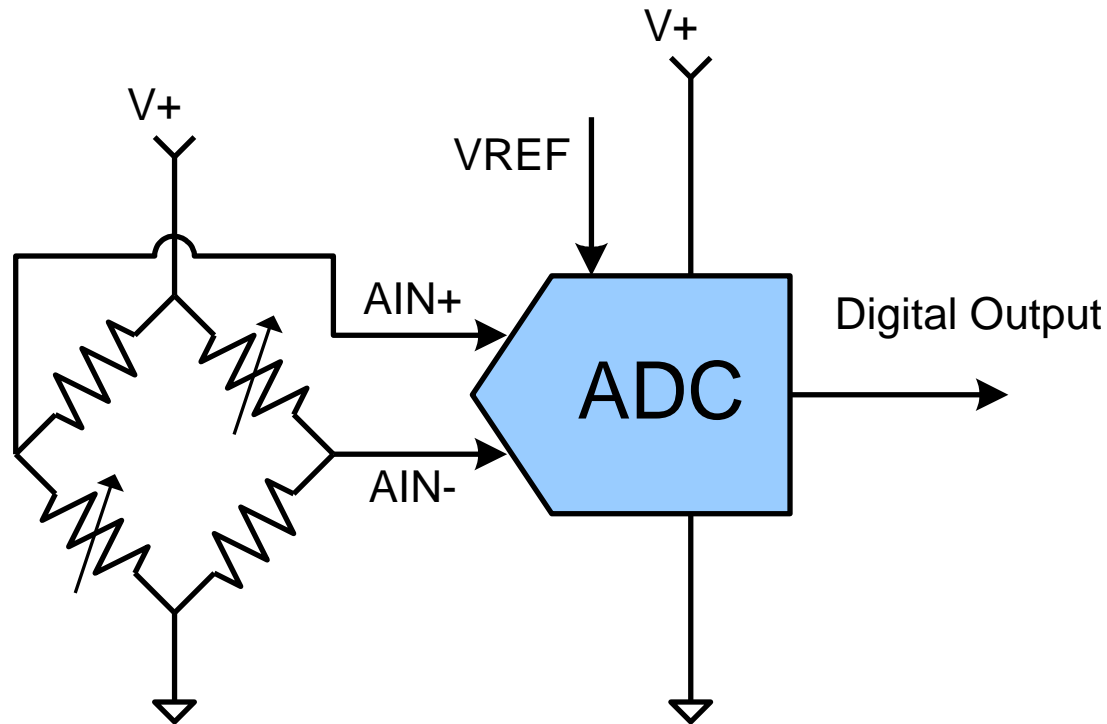 V+
V+
VREF
AIN+
Digital Output
ADC
AIN-